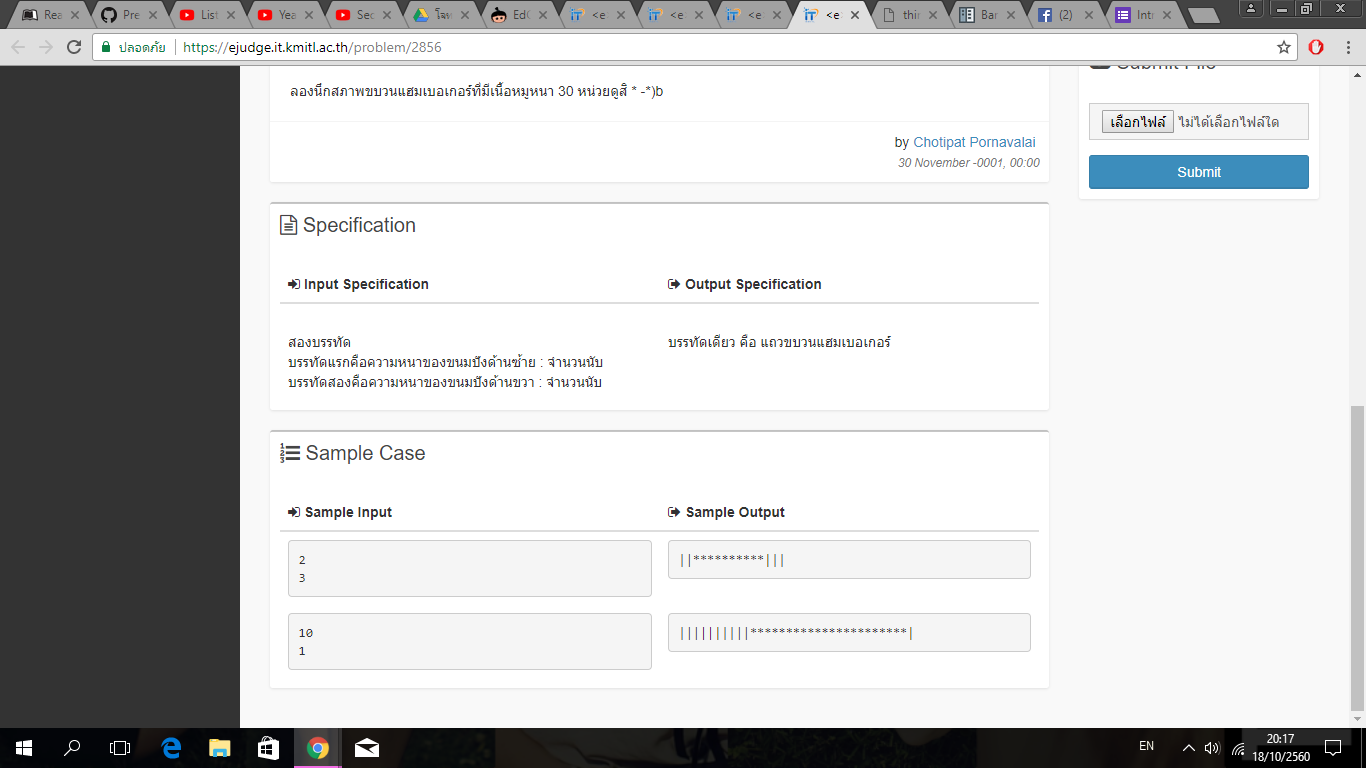 Rea
Pre
List
Yea
Sec
โจท
Ed
<e
<e
<e
<e
thi
Bar
(2)
Intr
ปลอดภัย
https://ejudge.it.kmitl.ac.th/problem/2856
ลองนึกสภาพขบวนแฮมเบอเกอร์ที่มีเนื้อหมูหนา 30 หน่วยดูสิ * -*)b
by Chotipat Pornavalai
30 November -0001, 00:00
Submit File
เลือกไฟล์ ไม่ได้เลือกไฟล์ใด
Submit
Specification
Input Specification
Output Specification
สองบรรทัด
บรรทัดแรกคือความหนาของขนมปังด้านซ้าย : จำนวนนับ
บรรทัดสองคือความหนาของขนมปังด้านขวา : จำนวนนับ
บรรทัดเดียว คือ แถวขบวนแฮมเบอเกอร์
Sample Case
Sample Input
Sample Output
2
3
||**********|||
10
1
||||||||||**********************|
EN
20:17
18/10/2560